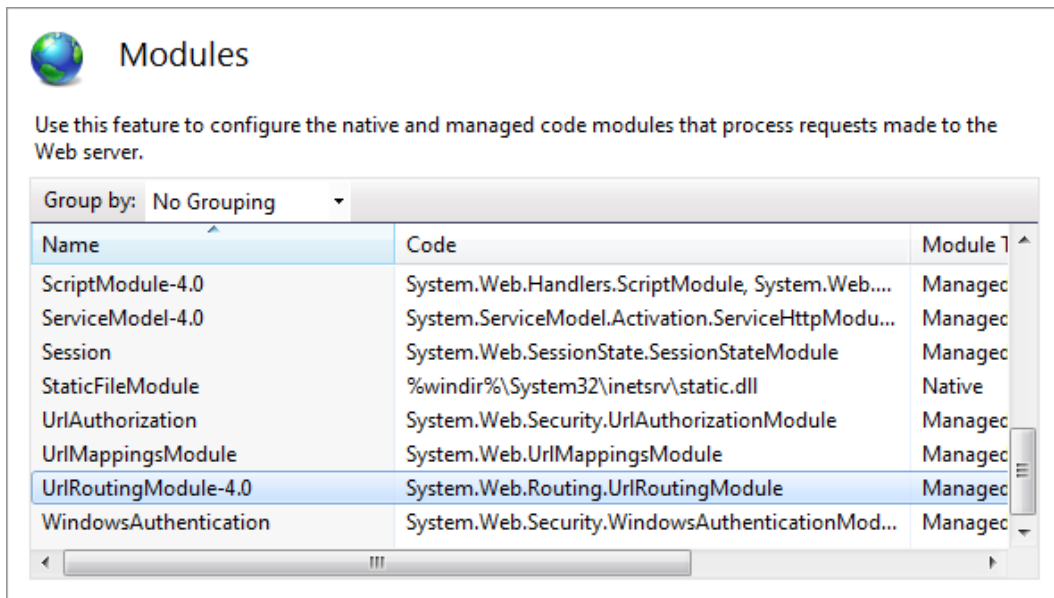 Modules
Use this feature to configure the native and managed code modules that process requests made to the
Web server.
Group by: No Grouping
Name Code Module T
ScriptModule-4.0 System.Web.Handlers.ScriptModule, System.Web....
ServiceModel-4.0 System.ServiceModel.Activation.ServiceHttpModu...
Session System.Web.SessionState.SessionStateModule Managed
StaticFileModule %windir%\System32\inetsrv\static.dll Native
UrlAuthorization System.Web.Security.UrlAuthorizationModule Managed
UrlMappingsModule System.Web.UrlMappingsModule Managed
UrlRoutingModule-4.0 System.Web.Routing.UrlRoutingModule Managed
WindowsAuthentication System.Web.Security.WindowsAuthenticationMod... Managed